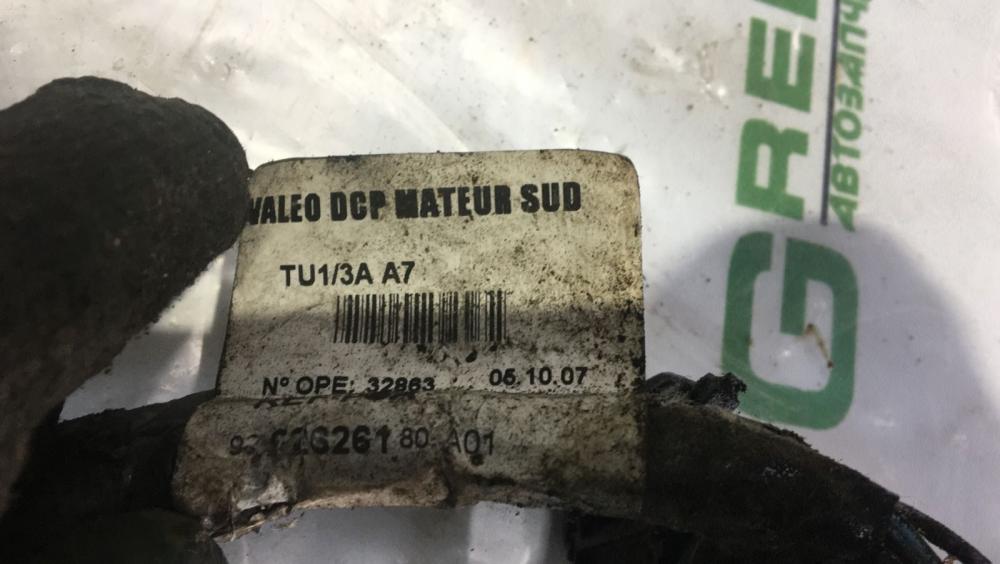 VALEO DCP MATEUR SUD
TU1/3A A7
Nº OPE: 32863 05.10.07
80 A01
GRE
АВТОЗАПЧ